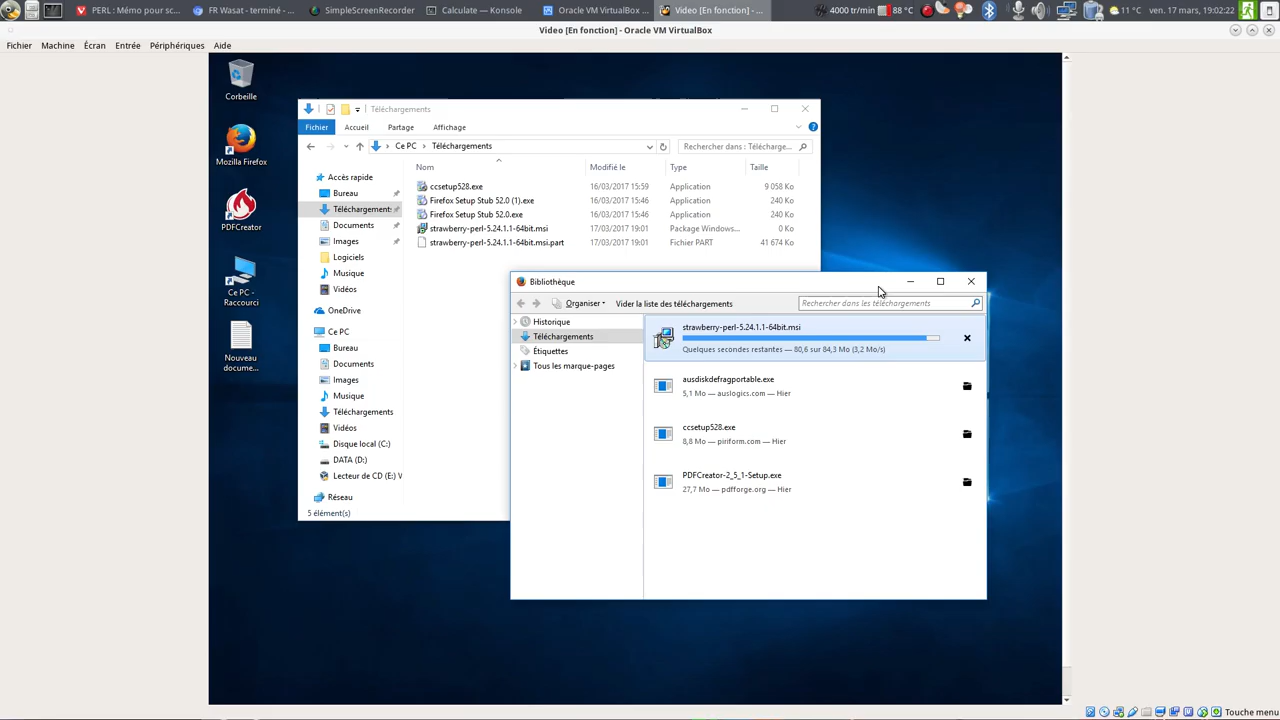 PERL : Mémo pour sc...
FR Wasat - terminé - ...
SimpleScreenRecorder
Calculate — Konsole
Oracle VM VirtualBox ...
Video [En fonction] - ...
4000 tr/min
88 °C
11 °C
ven. 17 mars, 19:02:22
Video [En fonction] - Oracle VM VirtualBox
Fichier Machine Écran Entrée Périphériques Aide
Corbeille
Mozilla Firefox
PDFCreator
Ce PC -
Raccourci
Nouveau
docume...
Téléchargements
Fichier Accueil Partage Affichage
Ce PC Téléchargements
Rechercher dans : Télécharge...
Nom Modifié le Type Taille
ccsetup528.exe 16/03/2017 15:59 Application 9 058 Ko
Firefox Setup Stub 52.0 (1).exe 16/03/2017 15:46 Application 240 Ko
Firefox Setup Stub 52.0.exe 16/03/2017 15:46 Application 240 Ko
strawberry-perl-5.24.1.1-64bit.msi 17/03/2017 19:01 Package Windows... 0 Ko
strawberry-perl-5.24.1.1-64bit.msi.part 17/03/2017 19:01 Fichier PART 41 674 Ko
Accès rapide
Bureau
Téléchargement
Documents
Images
Logiciels
Musique
Vidéos
OneDrive
Ce PC
Bureau
Documents
Images
Musique
Téléchargements
Vidéos
Disque local (C:)
DATA (D:)
Lecteur de CD (E:) V
Réseau
5 élément(s)
Bibliothèque
Organiser Vider la liste des téléchargements
Rechercher dans les téléchargements
Historique
Téléchargements
Étiquettes
Tous les marque-pages
strawberry-perl-5.24.1.1-64bit.msi
Quelques secondes restantes — 80,6 sur 84,3 Mo (3,2 Mo/s)
ausdiskdefragportable.exe
5,1 Mo — auslogics.com — Hier
ccsetup528.exe
8,8 Mo — piriform.com — Hier
PDFCreator-2_5_1-Setup.exe
27,7 Mo — pdfforge.org — Hier
Touche menu